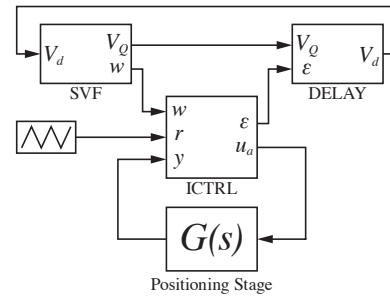 V_d V_Q w
SVF
V_Q ε V_d
DELAY
w r y ε u_a
ICTRL
G(s)
Positioning Stage